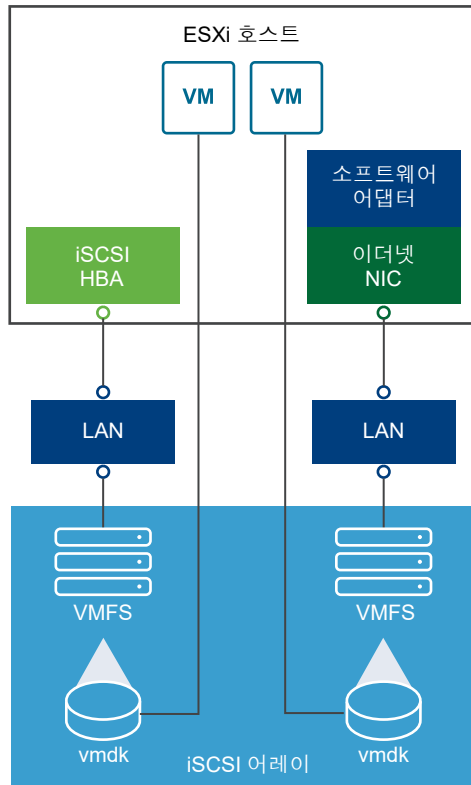 ESXi 호스트
VM
VM
소프트웨어
어댑터
iSCSI
HBA
이더넷
NIC
LAN
LAN
VMFS
VMFS
vmdk
vmdk
iSCSI 어레이